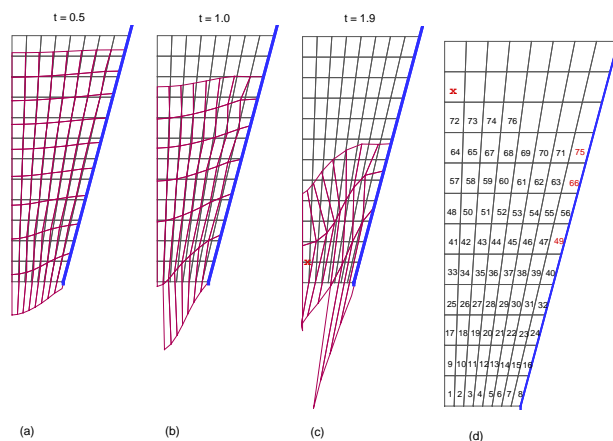 t = 0.5
t = 1.0
t = 1.9
x
x
72 73 74 76
64 65 67 68 69 70 71 75
57 58 59 60 61 62 63 66
48 50 51 52 53 54 55 56
41 42 43 44 45 46 47 49
33 34 35 36 37 38 39 40
25 26 27 28 29 30 31 32
17 18 19 20 21 22 23 24
9 10 11 12 13 14 15 16
1 2 3 4 5 6 7 8
(a) (b) (c) (d)